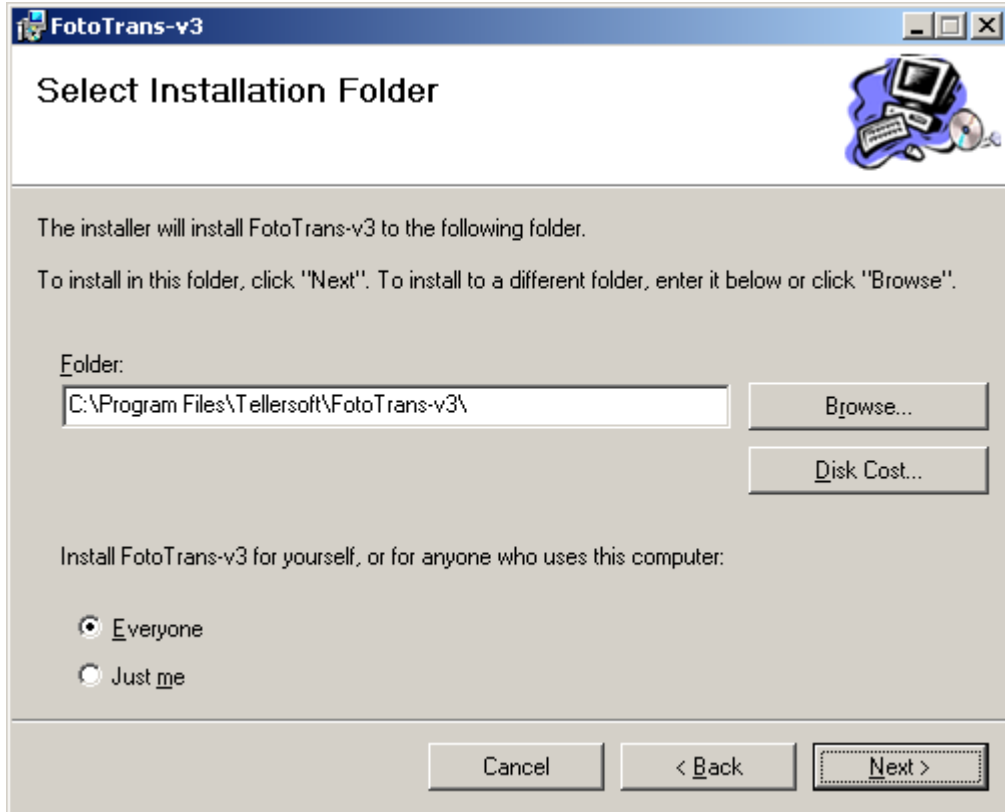 FotoTrans-v3
Select Installation Folder
The installer will install FotoTrans-v3 to the following folder.
To install in this folder, click "Next". To install to a different folder, enter it below or click "Browse".
Folder:
C:\Program Files\Tellersoft\FotoTrans-v3\
Browse...
Disk Cost...
Install FotoTrans-v3 for yourself, or for anyone who uses this computer:
Everyone
Just me
Cancel
< Back
Next >